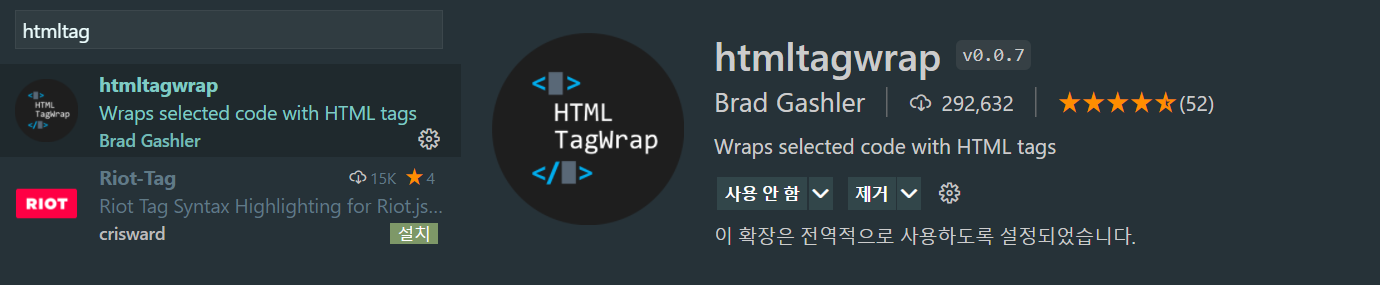 htmltag
htmltagwrap
Wraps selected code with HTML tags
Brad Gashler
HTML
TagWrap
Riot-Tag 15K ★ 4
Riot Tag Syntax Highlighting for Riot.js...
crisward 설치
RIOT
< >
HTML
TagWrap
</ >
htmltagwrap v0.0.7
Brad Gashler 292,632 (52)
Wraps selected code with HTML tags
사용 안 함 제거
이 확장은 전역적으로 사용하도록 설정되었습니다.